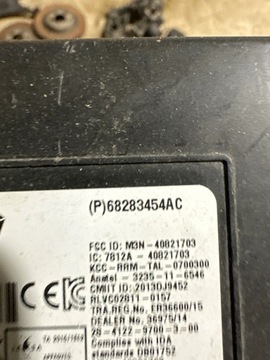 (P)68283454AC
FCC ID: M3N-40821703
IC: 7812A - 40821703
KCC-RRM-TAL-0700300
Anatel - 3235-11-6546
CMIIT ID: 2013DJ9452
RLVC02811-0157
TRA.REG.No. ER36600/15
DEALER No. 36975/14
28-4122-9700-3-00
Complies with IDA
standards DB01752